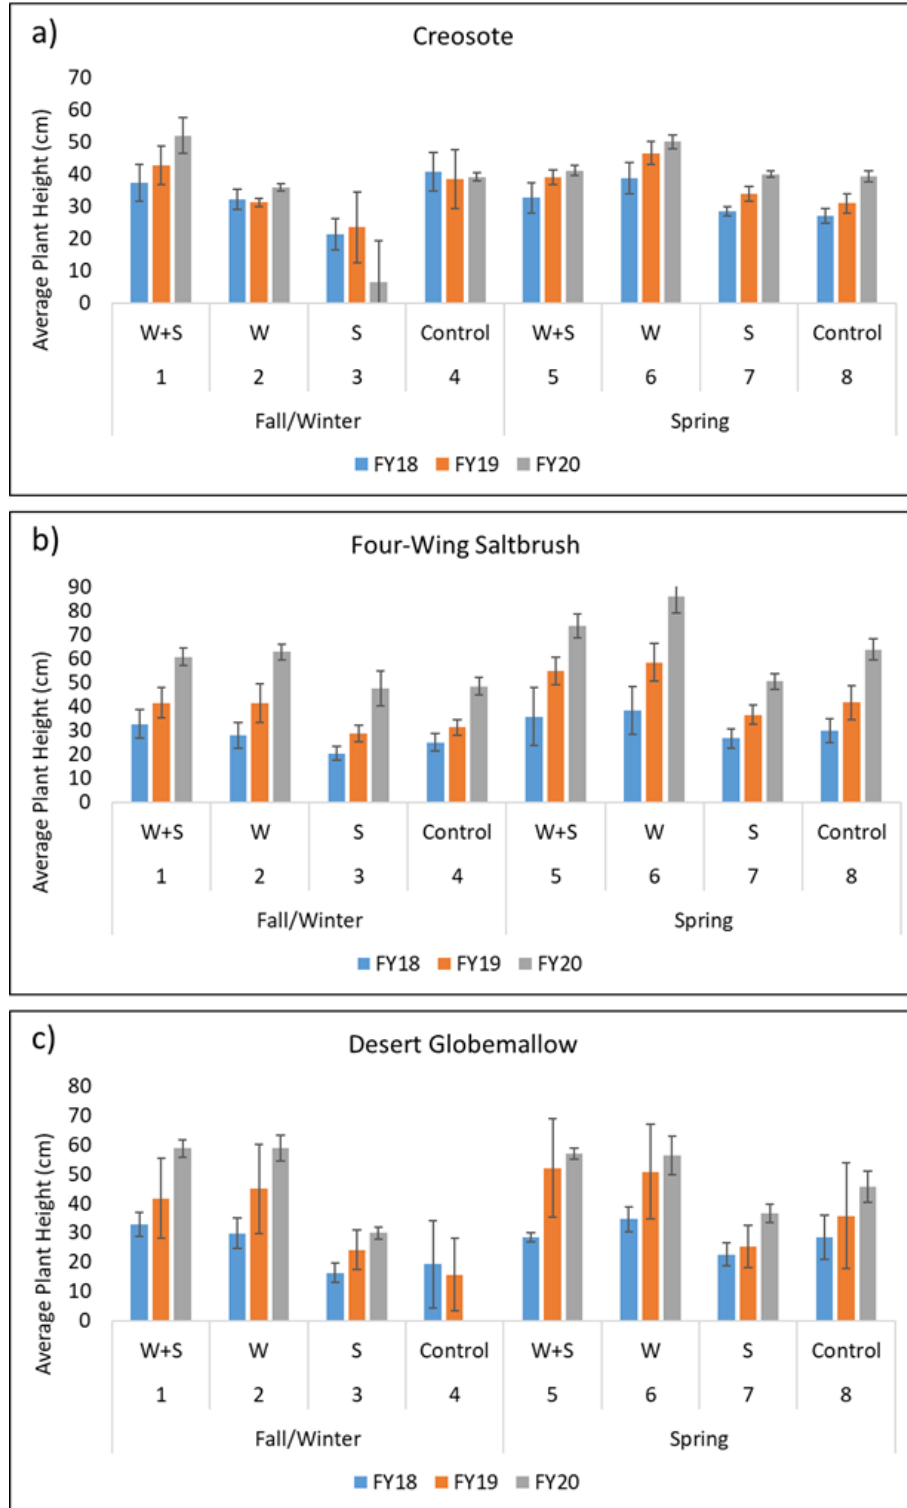 a)
Creosote
Average Plant Height (cm)
70
60
50
40
30
20
10
0
W+S W S Control W+S W S Control
1 2 3 4 5 6 7 8
Fall/Winter Spring
FY18 FY19 FY20
b)
Four-Wing Saltbrush
Average Plant Height (cm)
90
80
70
60
50
40
30
20
10
0
W+S W S Control W+S W S Control
1 2 3 4 5 6 7 8
Fall/Winter Spring
FY18 FY19 FY20
c)
Desert Globemallow
Average Plant Height (cm)
80
70
60
50
40
30
20
10
0
W+S W S Control W+S W S Control
1 2 3 4 5 6 7 8
Fall/Winter Spring
FY18 FY19 FY20